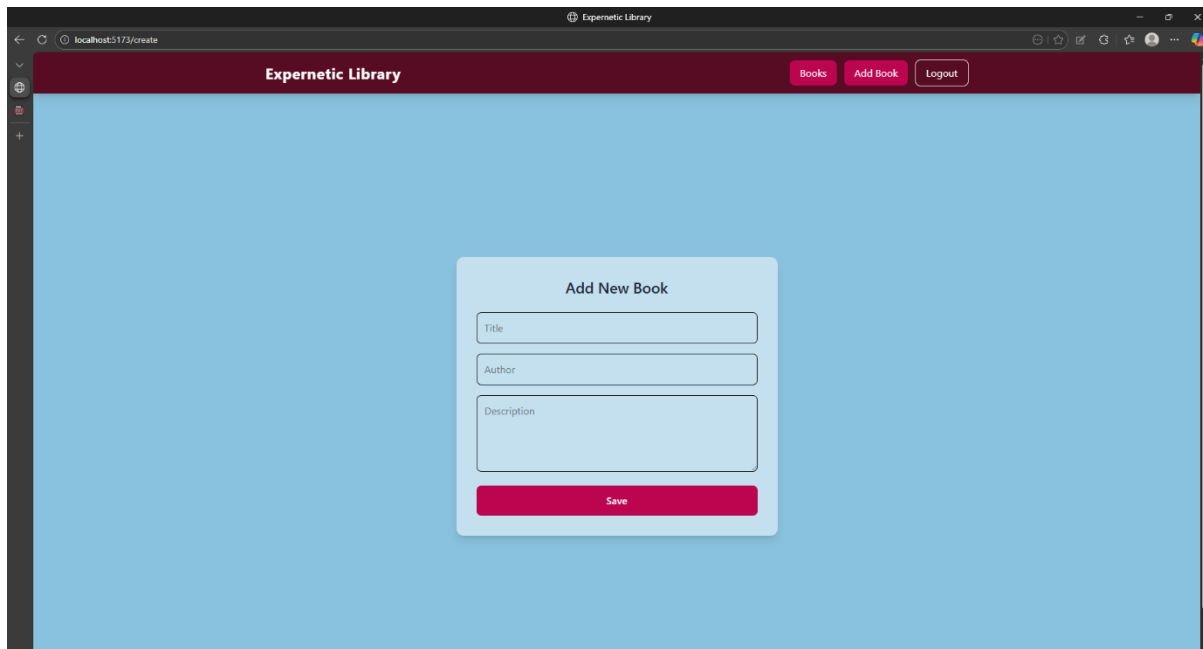 Expernetic Library
localhost:5173/create
Expernetic Library
Books
Add Book
Logout
Add New Book
Title
Author
Description
Save